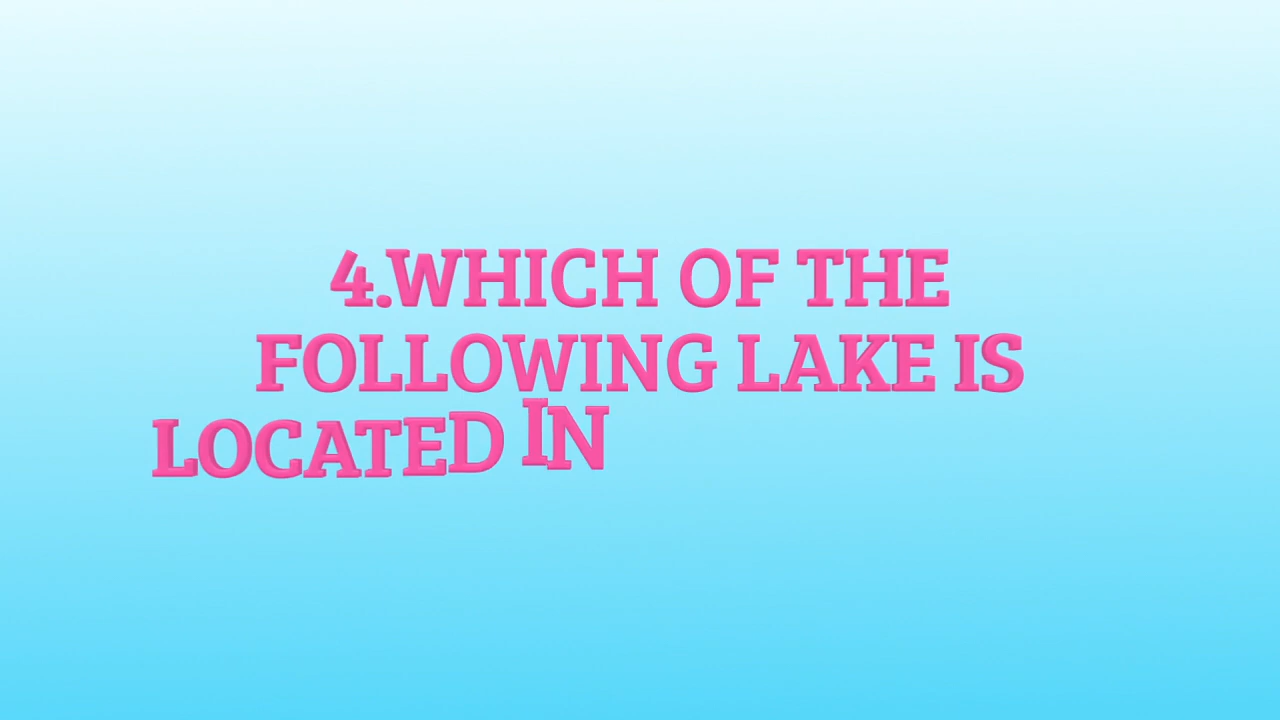 4.WHICH OF THE
FOLLOWING LAKE IS
LOCATED IN